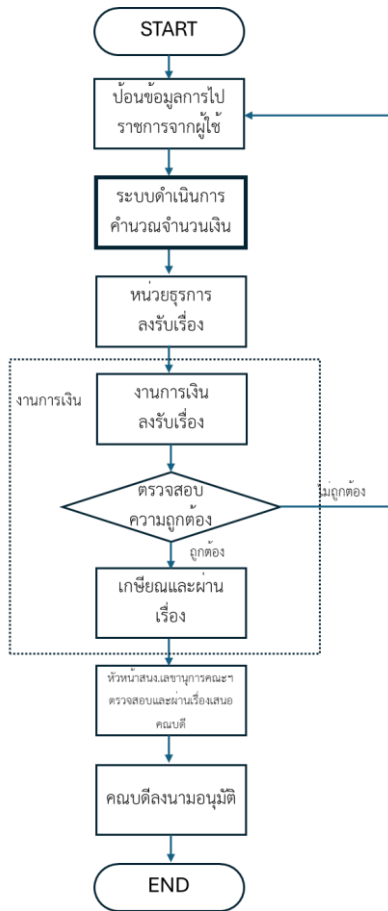 START
ป้อนข้อมูลการไป
ราชการจากผู้ใช้
ระบบดำเนินการ
คำนวณจำนวนเงิน
หน่วยธุรการ
ลงรับเรื่อง
งานการเงิน
งานการเงิน
ลงรับเรื่อง
ตรวจสอบ
ความถูกต้อง
ไม่ถูกต้อง
ถูกต้อง
เกษียณและผ่าน
เรื่อง
หัวหน้าสนง.เลขานุการคณะฯ
ตรวจสอบและผ่านเรื่องเสนอ
คณบดี
คณบดีลงนามอนุมัติ
END